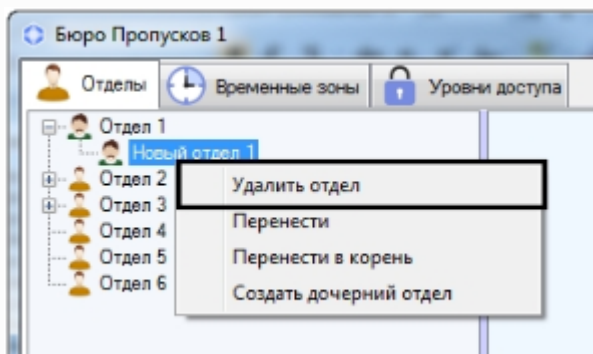 Бюро Пропусков 1
Отделы Временные зоны Уровни доступа
Отдел 1
Новый отдел 1
Отдел 2
Отдел 3
Отдел 4
Отдел 5
Отдел 6
Удалить отдел
Перенести
Перенести в корень
Создать дочерний отдел